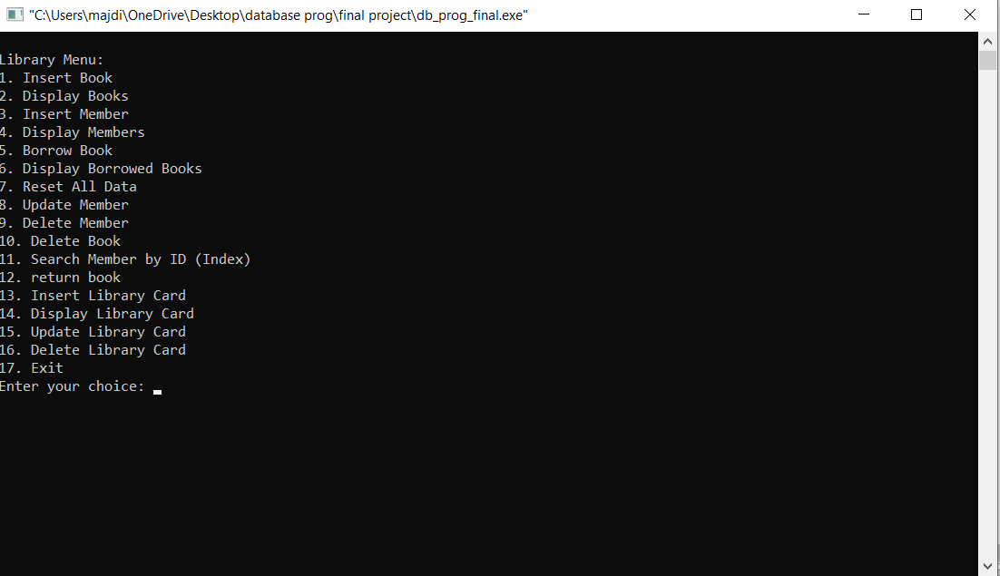 "C:\Users\majdi\OneDrive\Desktop\database prog\final project\db_prog_final.exe"
Library Menu:
1. Insert Book
2. Display Books
3. Insert Member
4. Display Members
5. Borrow Book
6. Display Borrowed Books
7. Reset All Data
8. Update Member
9. Delete Member
10. Delete Book
11. Search Member by ID (Index)
12. return book
13. Insert Library Card
14. Display Library Card
15. Update Library Card
16. Delete Library Card
17. Exit
Enter your choice: